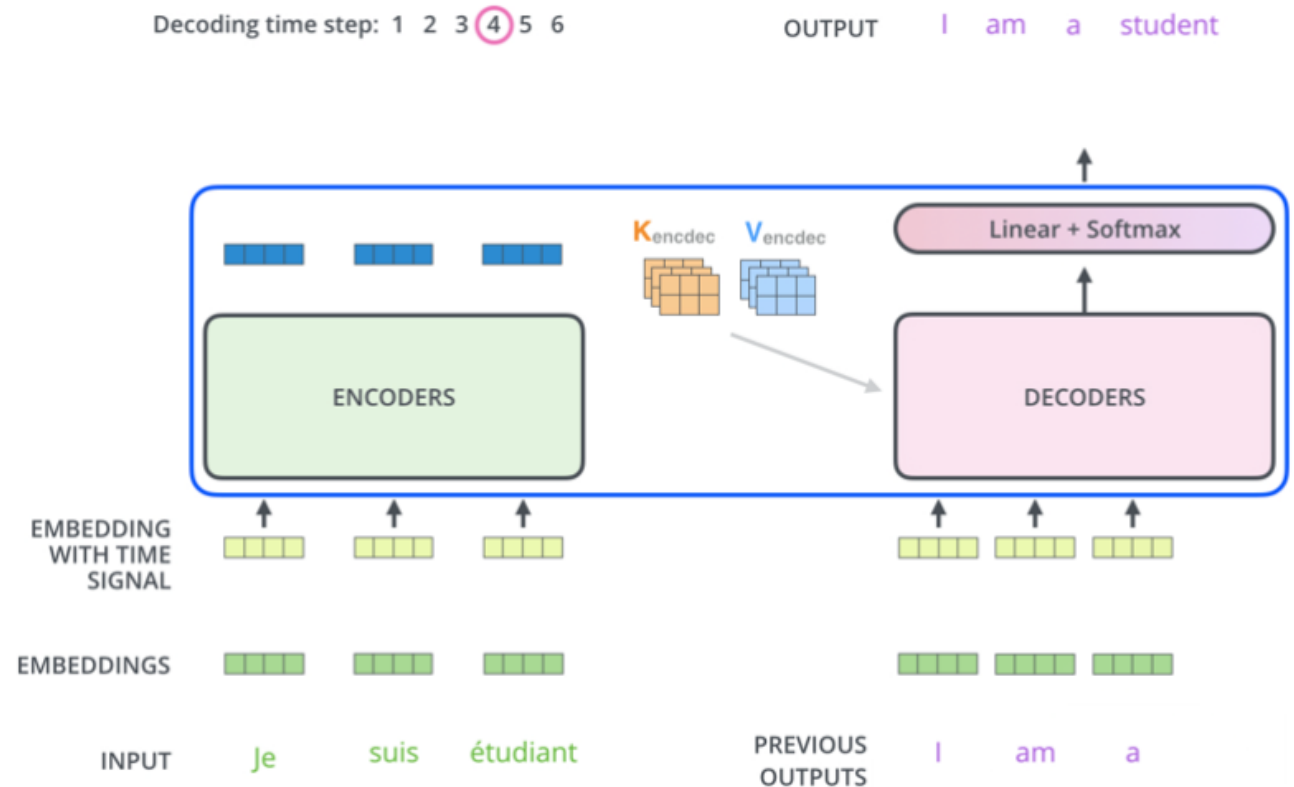 Decoding time step: 1 2 3 4 5 6
OUTPUT I am a student
Kencdec Vencdec
Linear + Softmax
ENCODERS
DECODERS
EMBEDDING
WITH TIME
SIGNAL
EMBEDDINGS
INPUT Je suis étudiant
PREVIOUS
OUTPUTS
I am a